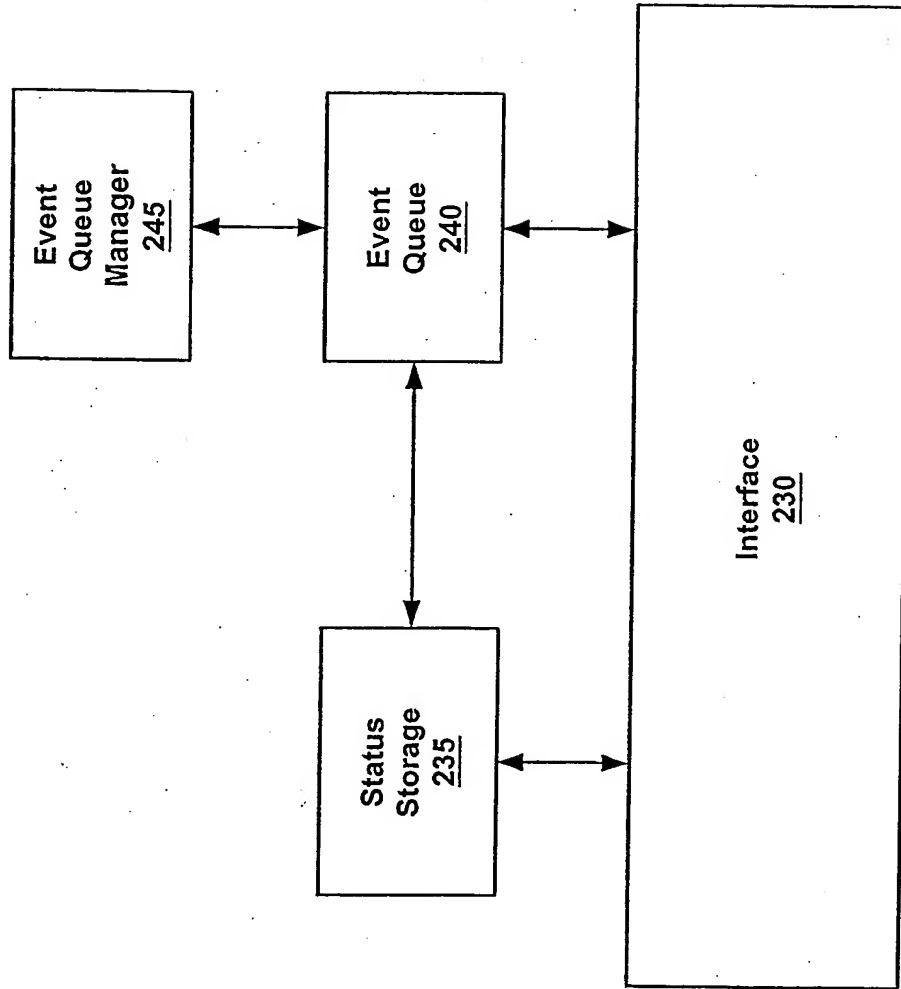 Event
Queue
Manager
245
Event
Queue
240
Status
Storage
235
Interface
230